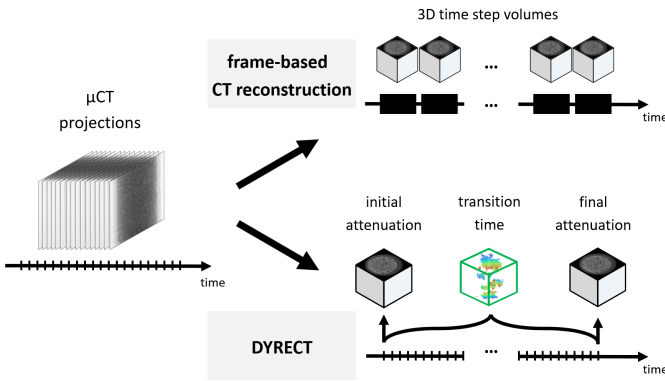 3D time step volumes
frame-based
CT reconstruction
...
...
time
μCT
projections
time
initial
attenuation
transition
time
final
attenuation
DYRECT
...
time